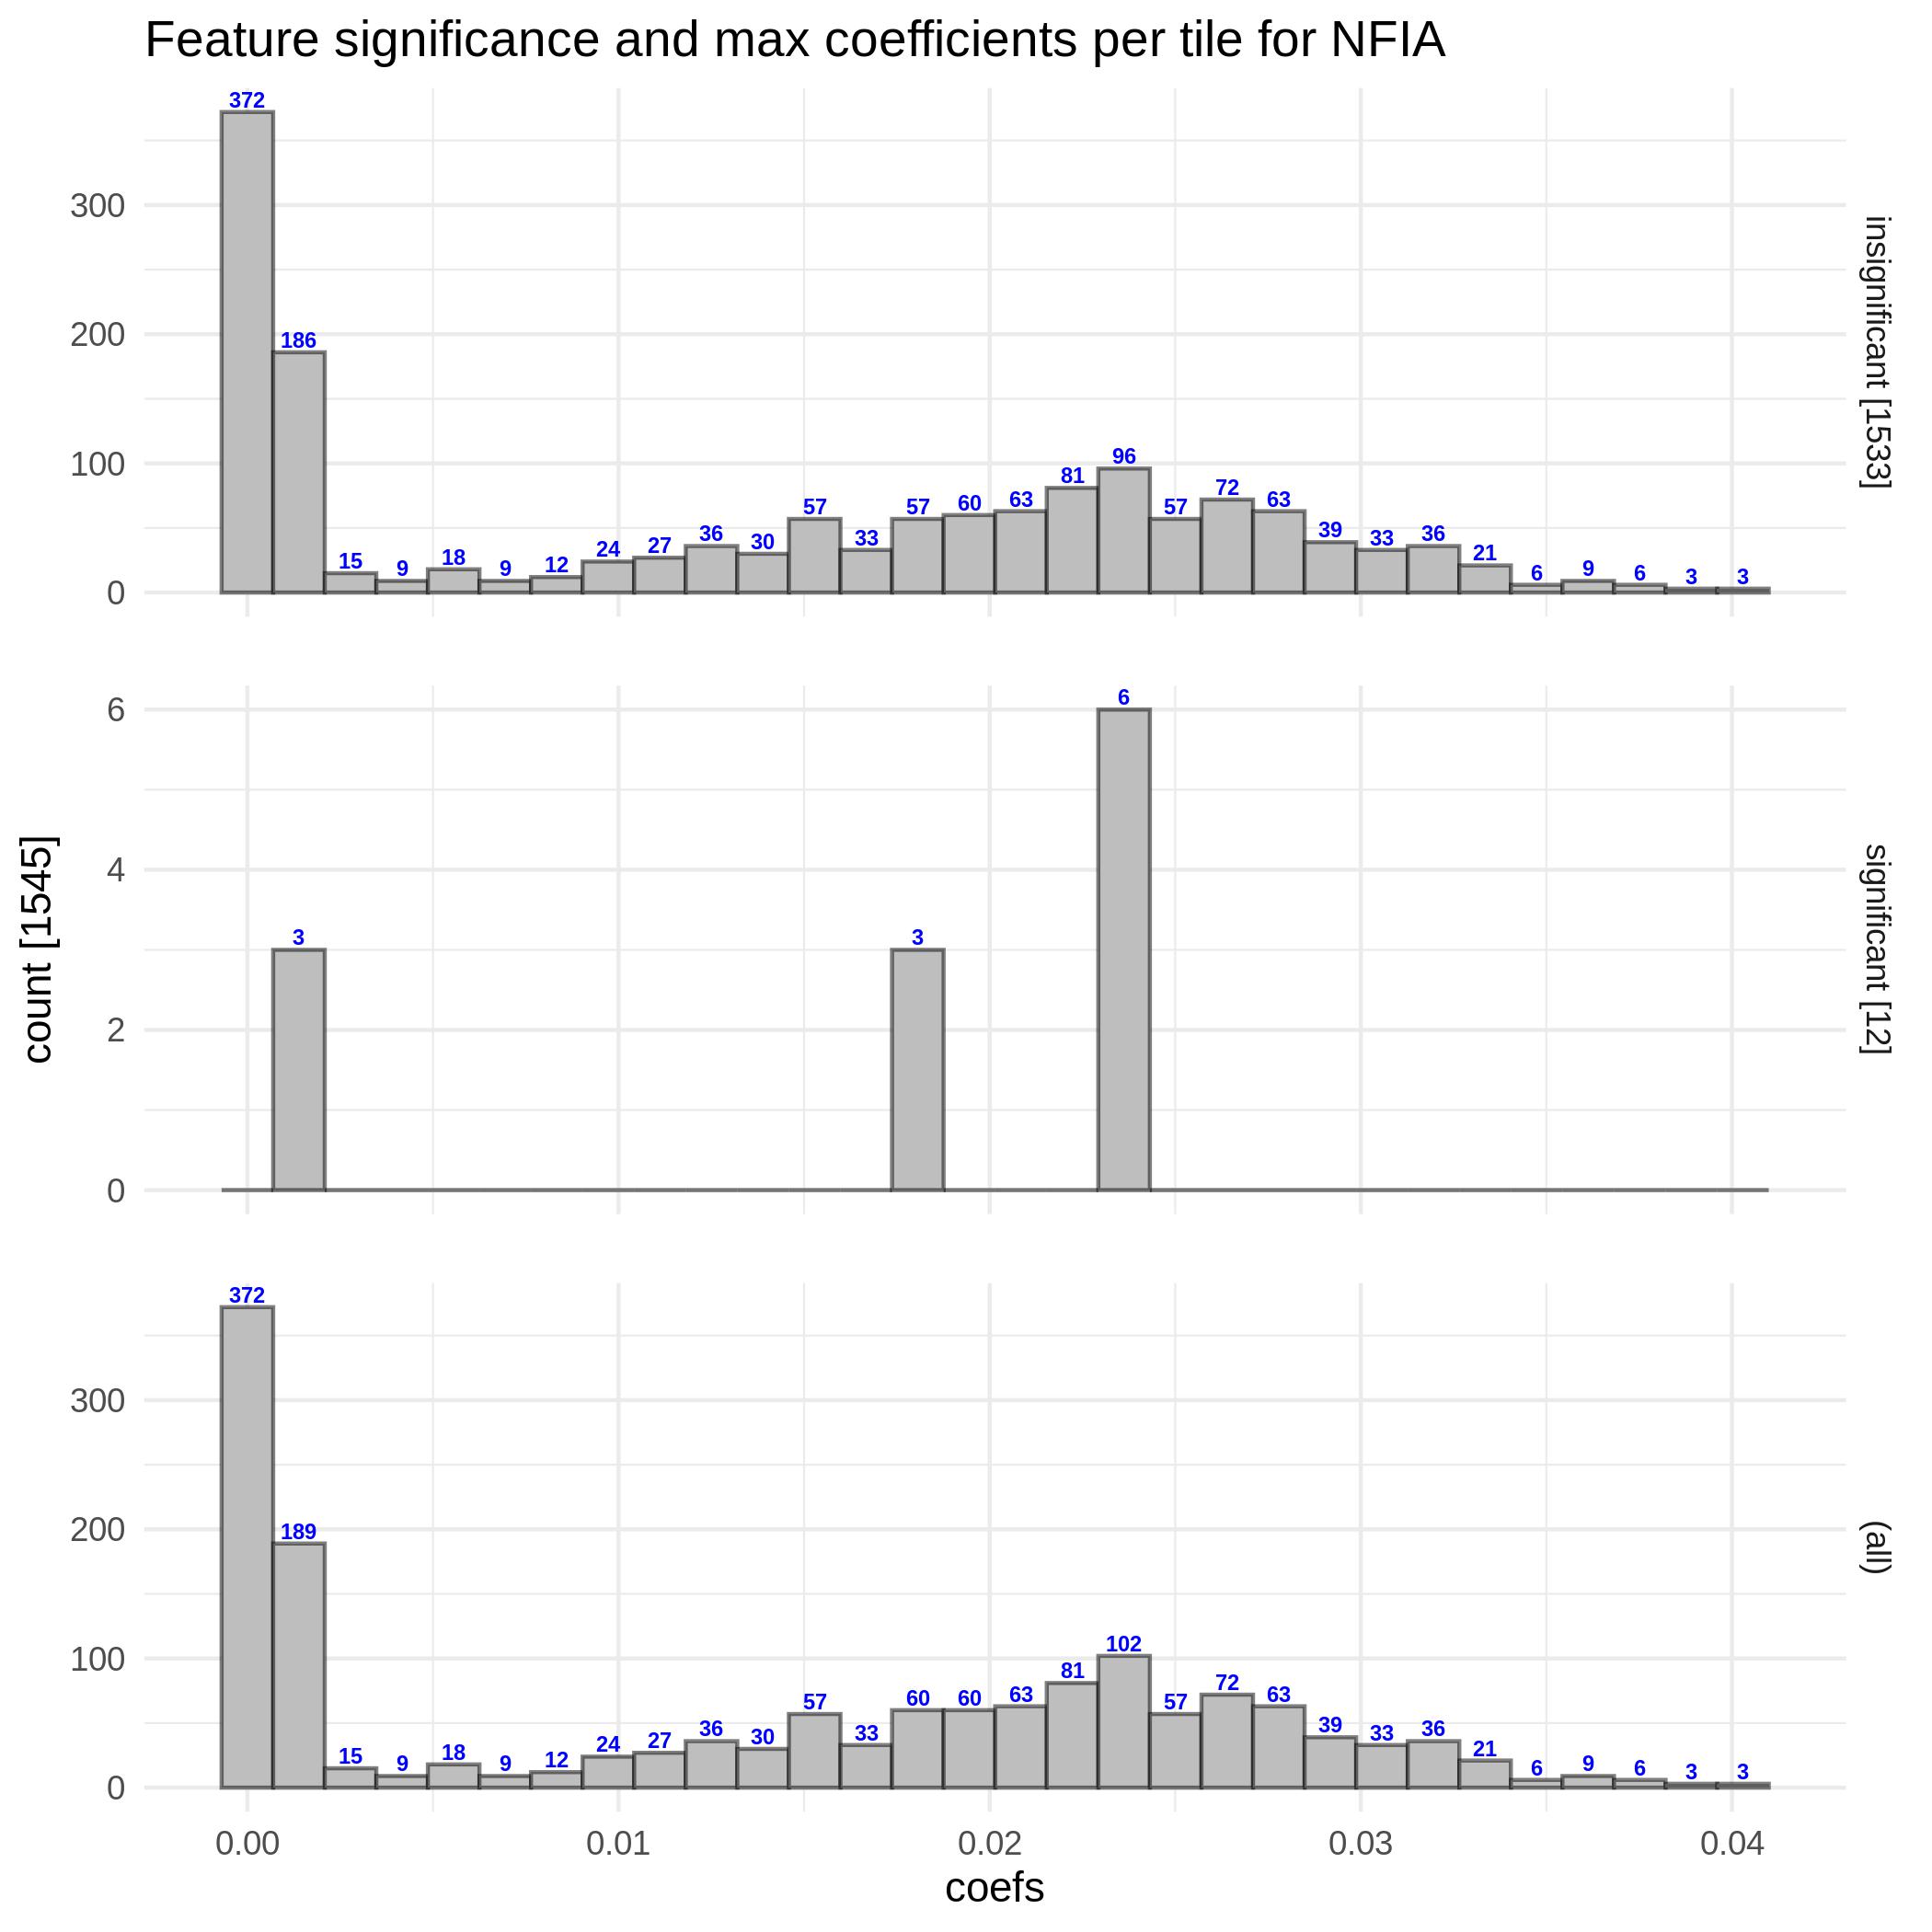 Feature significance and max coefficients per tile for NFIA
372
186
15 9 18 9 12 24 27 36 30 57 33 57 60 63 81 96 57 72 63 39 33 36 21 6 9 6 3 3
300
200
100
0
insignificant [1533]
3 3 6
6
4
2
0
significant [12]
count [1545]
372
189
15 9 18 9 12 24 27 36 30 57 33 60 60 63 81 102 57 72 63 39 33 36 21 6 9 6 3 3
300
200
100
0
(all)
0.00 0.01 0.02 0.03 0.04
coefs